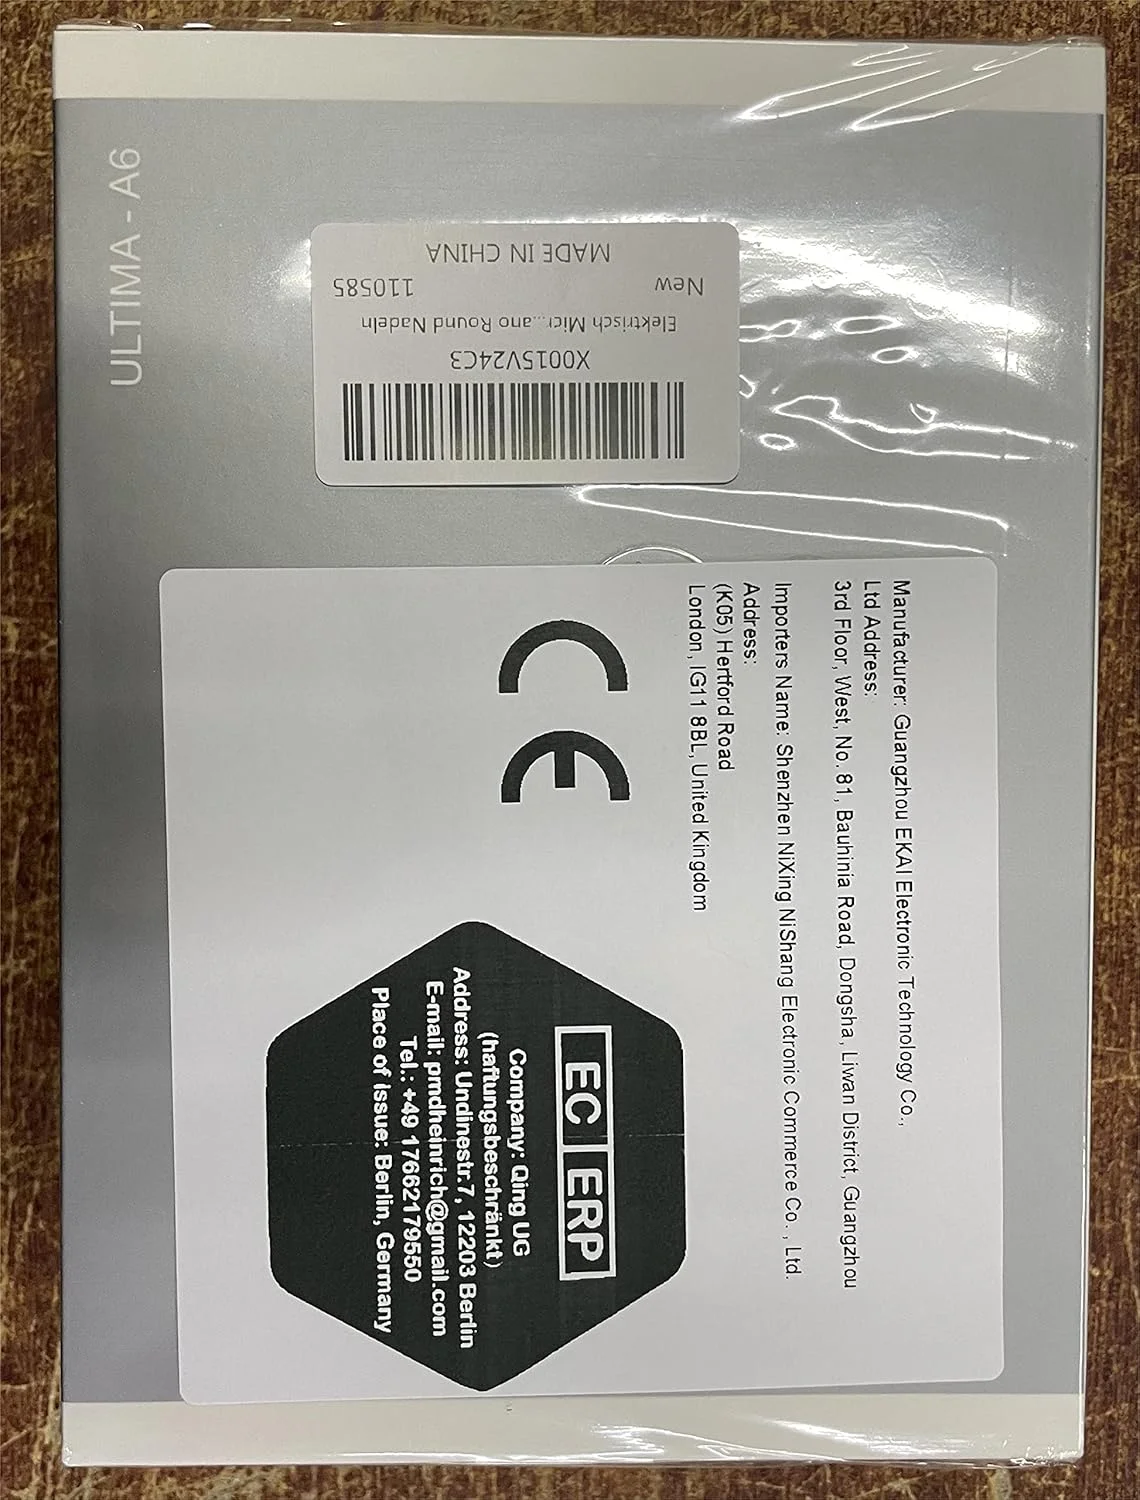 ULTIMA - A6
X0015V24C3
Elektrisch Micr...ano Round Nadeln
New 110585
MADE IN CHINA
Manufacturer: Guangzhou EKAI Electronic Technology Co.,
Ltd Address:
3rd Floor, West, No. 81, Bauhinia Road, Dongsha, Liwan District, Guangzhou
Importers Name: Shenzhen NiXing NiShang Electronic Commerce Co. , Ltd.
Address:
(K05) Hertford Road
London, IG11 8BL, United Kingdom
CE
EC ERP
Company: Qing UG
(haftungsbeschränkt)
Address: Undinestr.7, 12203 Berlin
E-mail: pmdheinrich@gmail.com
Tel.: +49 17662179550
Place of Issue: Berlin, Germany